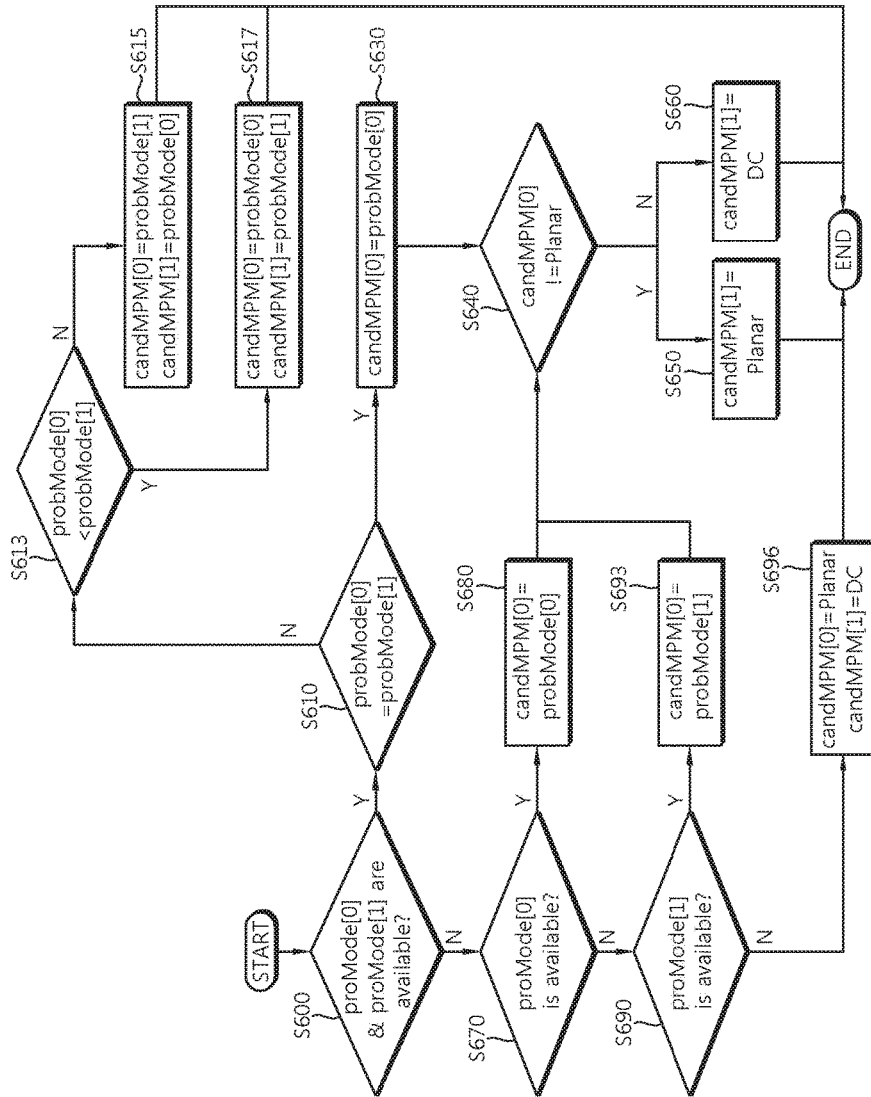 START
S600
proMode[0]
& proMode[1] are
available?
Y
N
S610
probMode[0]
=probMode[1]
N
Y
S613
probMode[0]
<probMode[1]
N
Y
S615
candMPM[0]=probMode[1]
candMPM[1]=probMode[0]
S617
candMPM[0]=probMode[0]
candMPM[1]=probMode[1]
S630
candMPM[0]=probMode[0]
S670
proMode[0]
is available?
Y
N
S680
candMPM[0]=
probMode[0]
S640
candMPM[0]
!=Planar
Y
N
S650
candMPM[1]=
Planar
S660
candMPM[1]=
DC
S690
proMode[1]
is available?
Y
N
S693
candMPM[0]=
probMode[1]
S696
candMPM[0]=Planar
candMPM[1]=DC
END